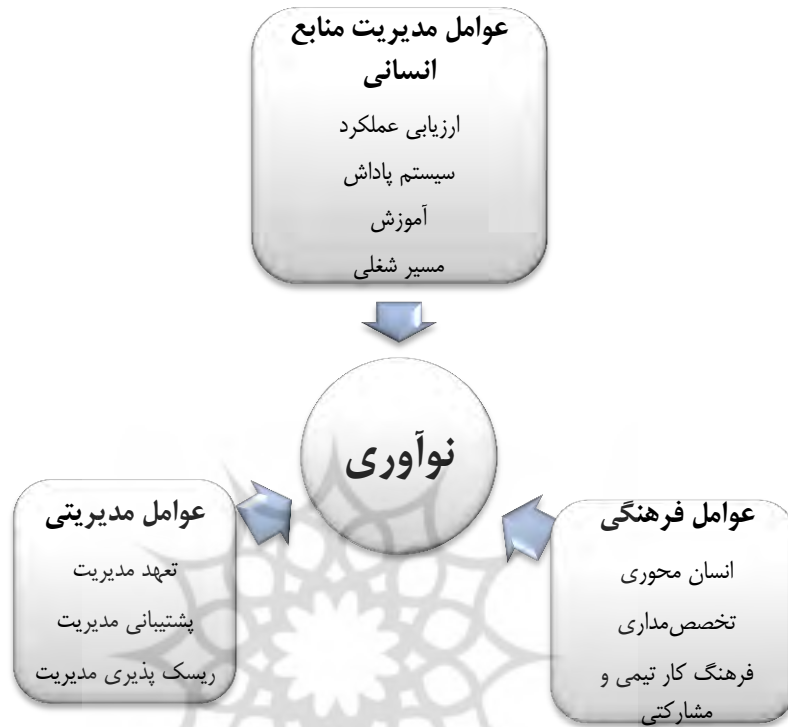 عوامل مدیریت منابع
انسانی
ارزیابی عملکرد
سیستم پاداش
آموزش
مسیر شغلی
نوآوری
عوامل فرهنگی
انسان محوری
تخصص‌مداری
فرهنگ کار تیمی و
مشارکتی
عوامل مدیریتی
تعهد مدیریت
پشتیبانی مدیریت
ریسک پذیری مدیریت